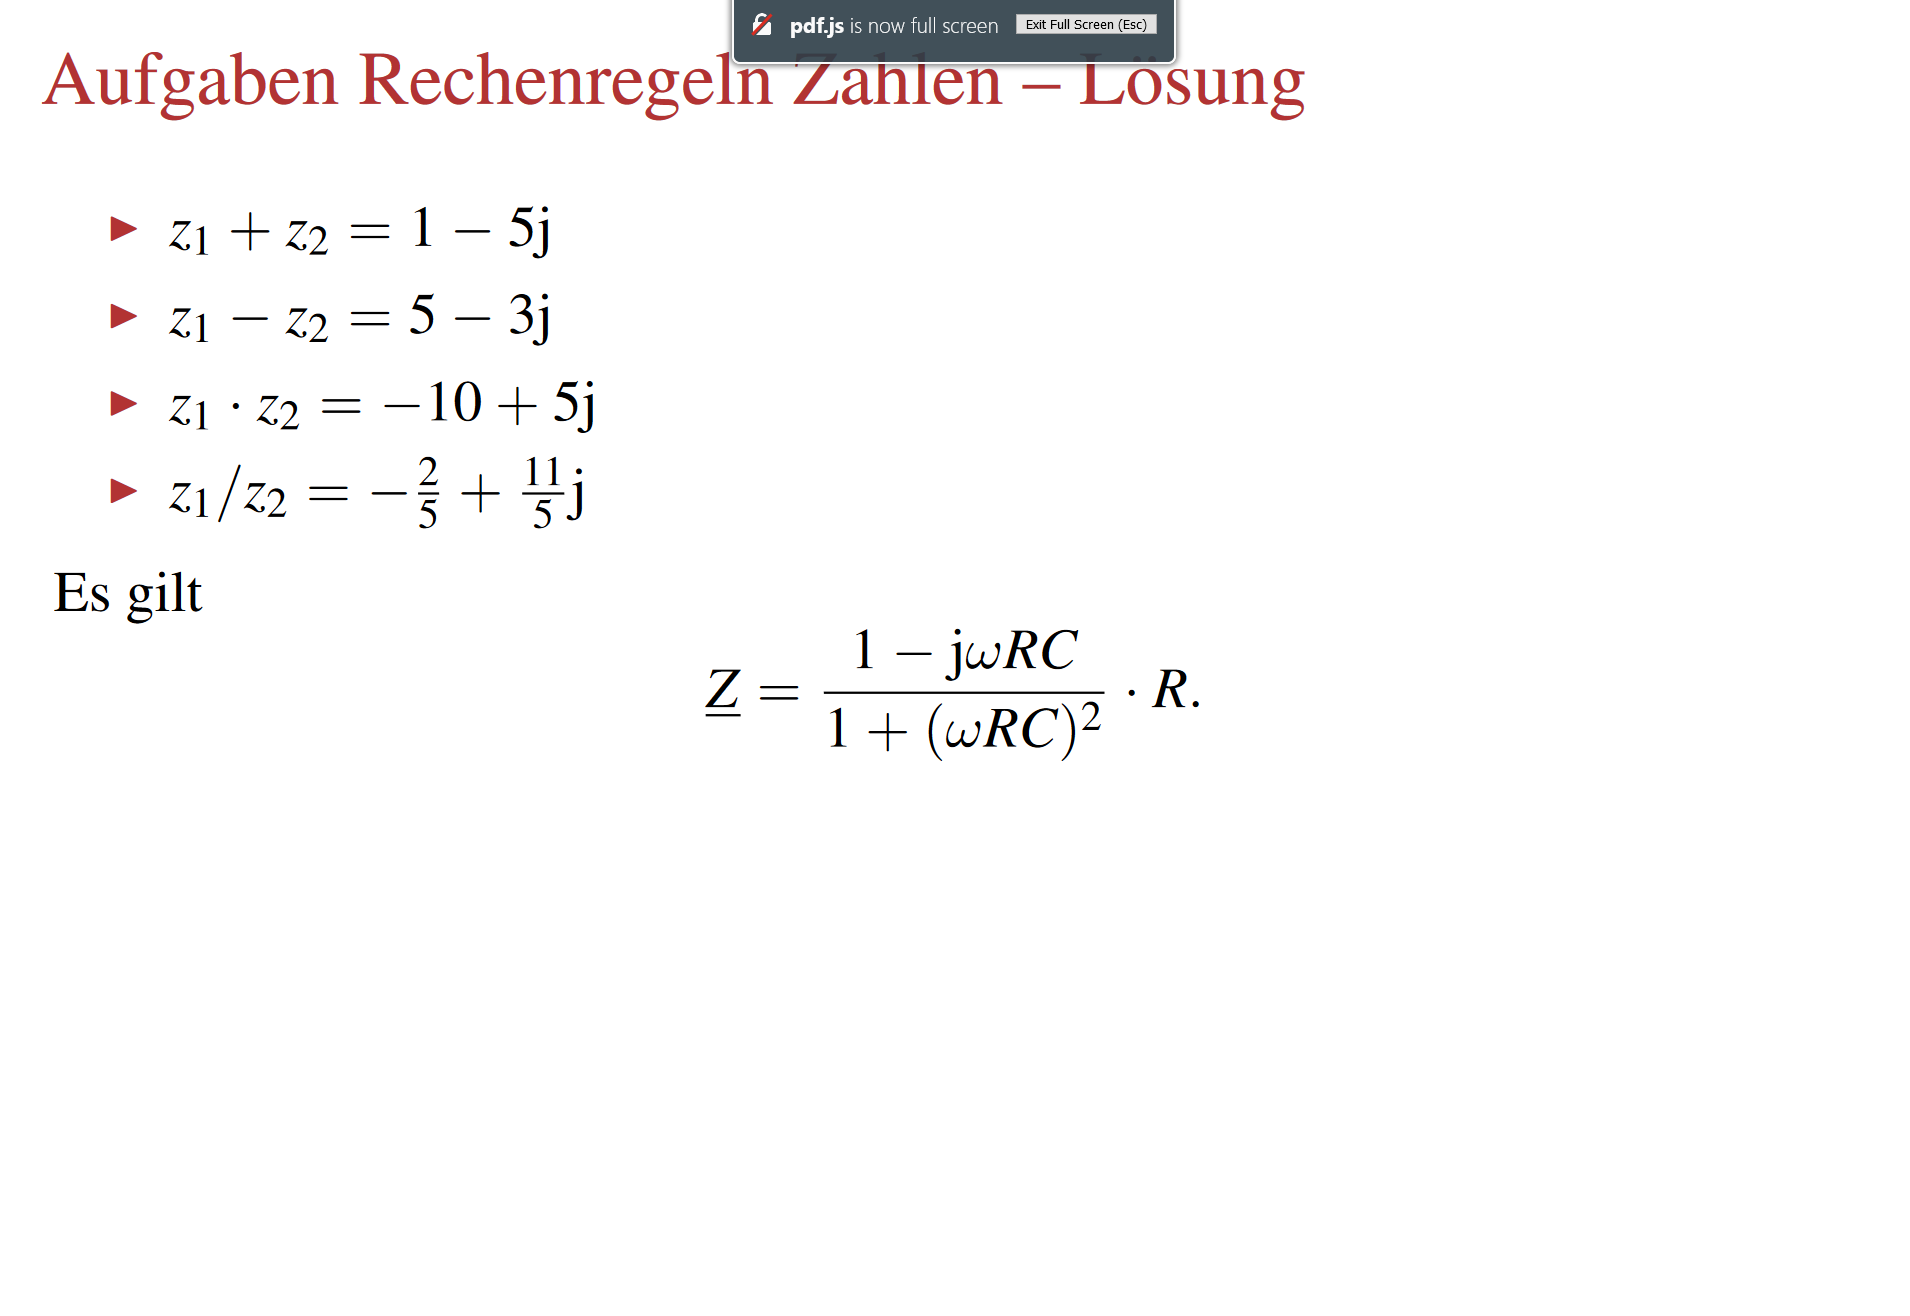 pdf.js is now full screen Exit Full Screen (Esc)
Aufgaben Rechenregeln Zahlen – Lösung
▶ z₁ + z₂ = 1 − 5j
▶ z₁ − z₂ = 5 − 3j
▶ z₁ · z₂ = −10 + 5j
▶ z₁/z₂ = −2/5 + 11/5 j
Es gilt
Z = (1 − jωRC)/(1 + (ωRC)²) · R.